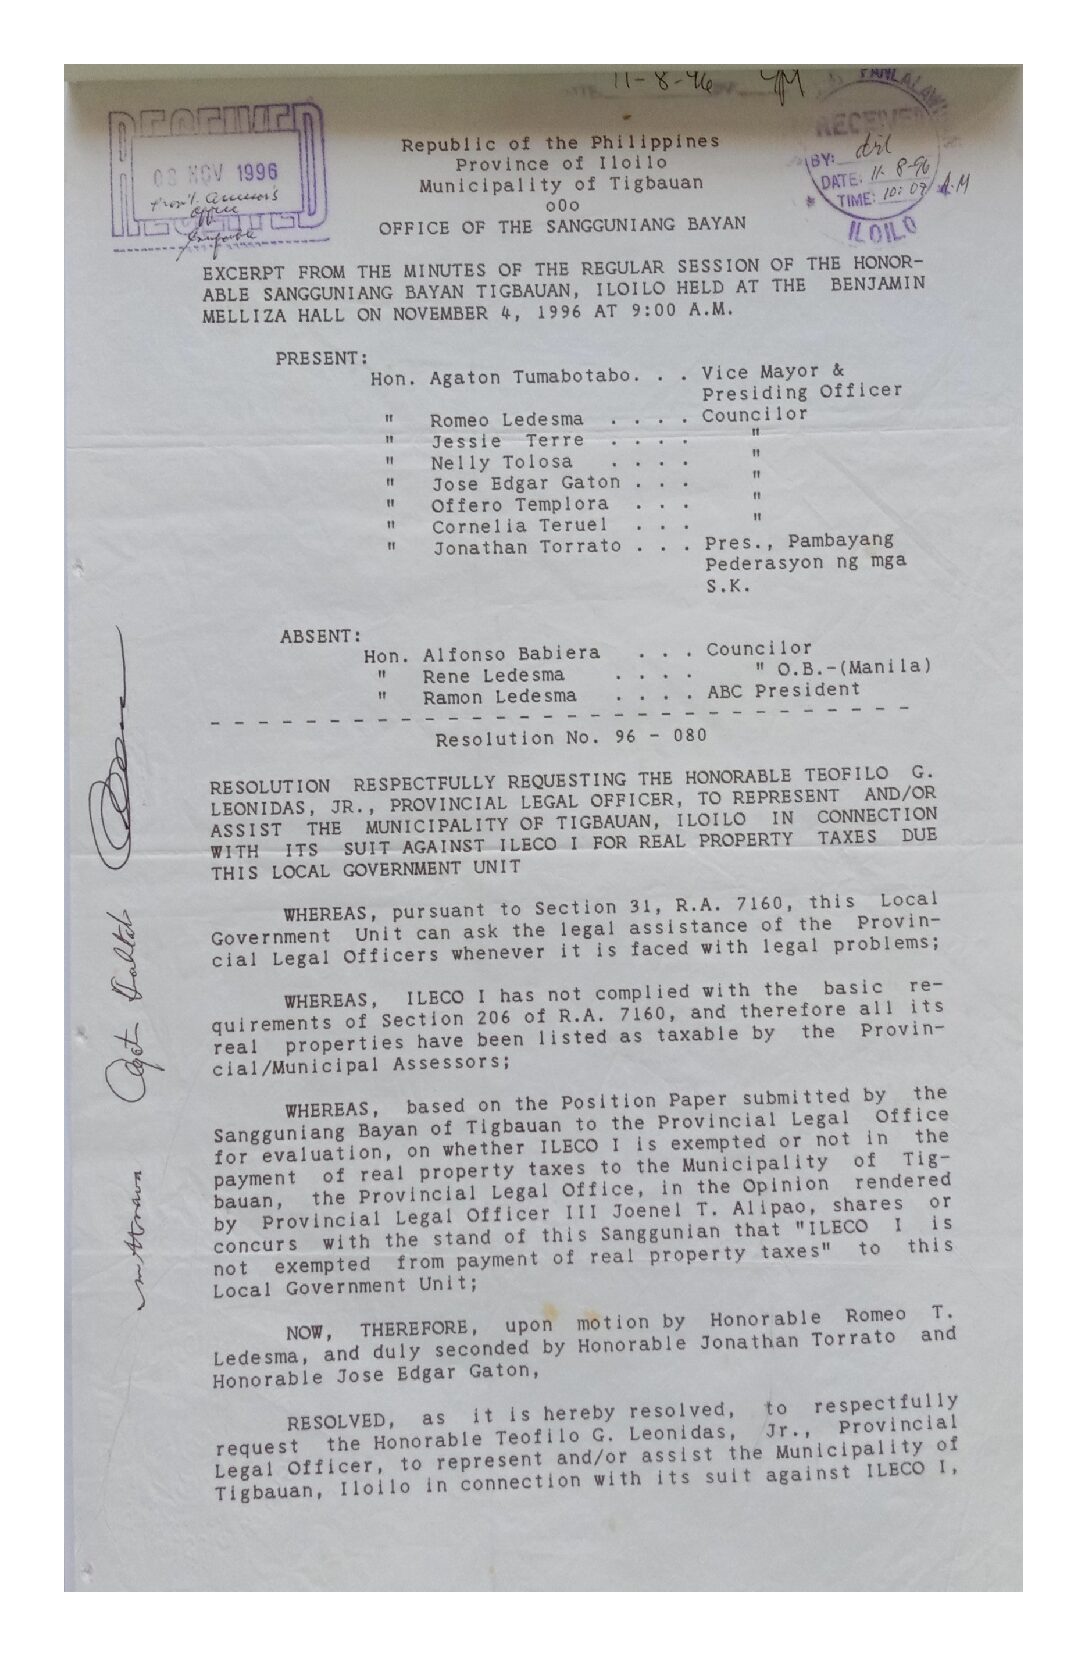 11-8-96
RECEIVED
08 NOV 1996
Prov'l. Assessor's
office
RECEIVED
PANLALAWI
RECEIVED
BY:
DATE: 11-8-96
TIME: 10:09 A.M
ILOILO
Republic of the Philippines
Province of Iloilo
Municipality of Tigbauan
oOo
OFFICE OF THE SANGGUNIANG BAYAN
EXCERPT FROM THE MINUTES OF THE REGULAR SESSION OF THE HONOR-
ABLE SANGGUNIANG BAYAN TIGBAUAN, ILOILO HELD AT THE BENJAMIN
MELLIZA HALL ON NOVEMBER 4, 1996 AT 9:00 A.M.
PRESENT:
Hon. Agaton Tumabotabo. . . Vice Mayor &
Presiding Officer
" Romeo Ledesma . . . . Councilor
" Jessie Terre . . . . "
" Nelly Tolosa . . . . "
" Jose Edgar Gaton . . . "
" Offero Templora . . . "
" Cornelia Teruel . . . "
" Jonathan Torrato . . . Pres., Pambayang
Pederasyon ng mga
S.K.
ABSENT:
Hon. Alfonso Babiera . . . Councilor
" Rene Ledesma . . . . " O.B.-(Manila)
" Ramon Ledesma . . . . ABC President
- - - - - - - - - - - - - - - - - - - - - - - - - - - - - -
Resolution No. 96 - 080
RESOLUTION RESPECTFULLY REQUESTING THE HONORABLE TEOFILO G.
LEONIDAS, JR., PROVINCIAL LEGAL OFFICER, TO REPRESENT AND/OR
ASSIST THE MUNICIPALITY OF TIGBAUAN, ILOILO IN CONNECTION
WITH ITS SUIT AGAINST ILECO I FOR REAL PROPERTY TAXES DUE
THIS LOCAL GOVERNMENT UNIT
WHEREAS, pursuant to Section 31, R.A. 7160, this Local
Government Unit can ask the legal assistance of the Provin-
cial Legal Officers whenever it is faced with legal problems;
WHEREAS, ILECO I has not complied with the basic re-
quirements of Section 206 of R.A. 7160, and therefore all its
real properties have been listed as taxable by the Provin-
cial/Municipal Assessors;
WHEREAS, based on the Position Paper submitted by the
Sangguniang Bayan of Tigbauan to the Provincial Legal Office
for evaluation, on whether ILECO I is exempted or not in the
payment of real property taxes to the Municipality of Tig-
bauan, the Provincial Legal Office, in the Opinion rendered
by Provincial Legal Officer III Joenel T. Alipao, shares or
concurs with the stand of this Sanggunian that "ILECO I is
not exempted from payment of real property taxes" to this
Local Government Unit;
NOW, THEREFORE, upon motion by Honorable Romeo T.
Ledesma, and duly seconded by Honorable Jonathan Torrato and
Honorable Jose Edgar Gaton,
RESOLVED, as it is hereby resolved, to respectfully
request the Honorable Teofilo G. Leonidas, Jr., Provincial
Legal Officer, to represent and/or assist the Municipality of
Tigbauan, Iloilo in connection with its suit against ILECO I,